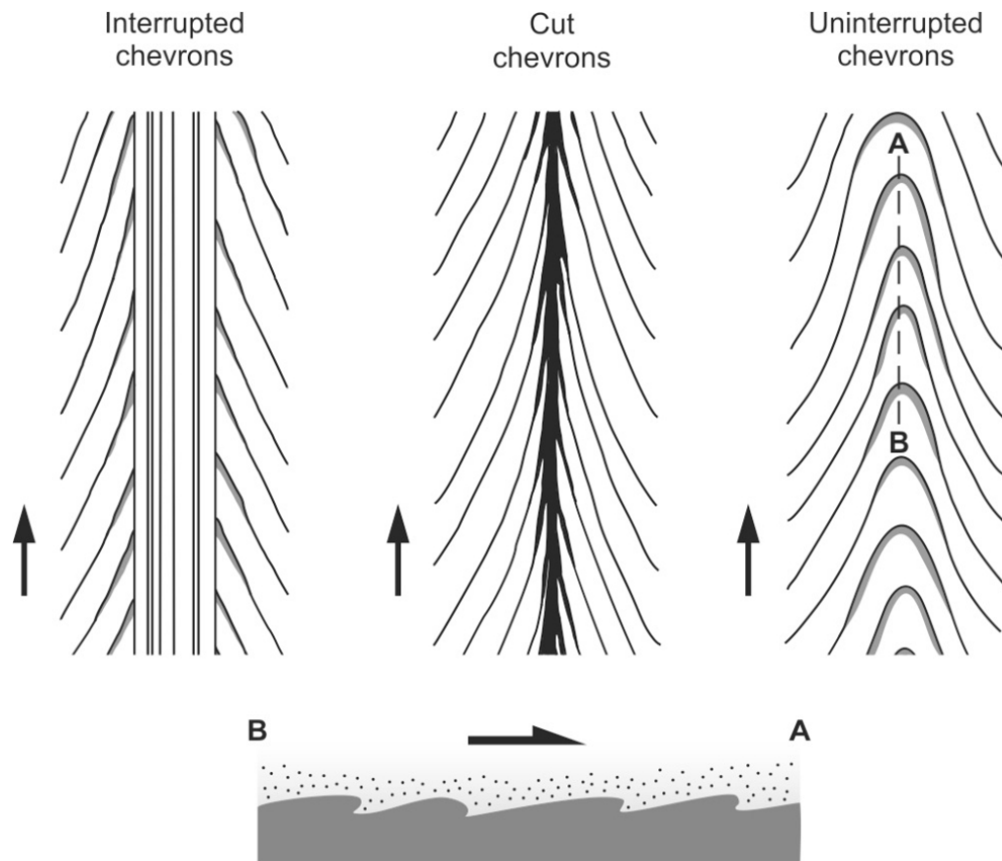 Interrupted
chevrons
Cut
chevrons
Uninterrupted
chevrons
A
B
B
A